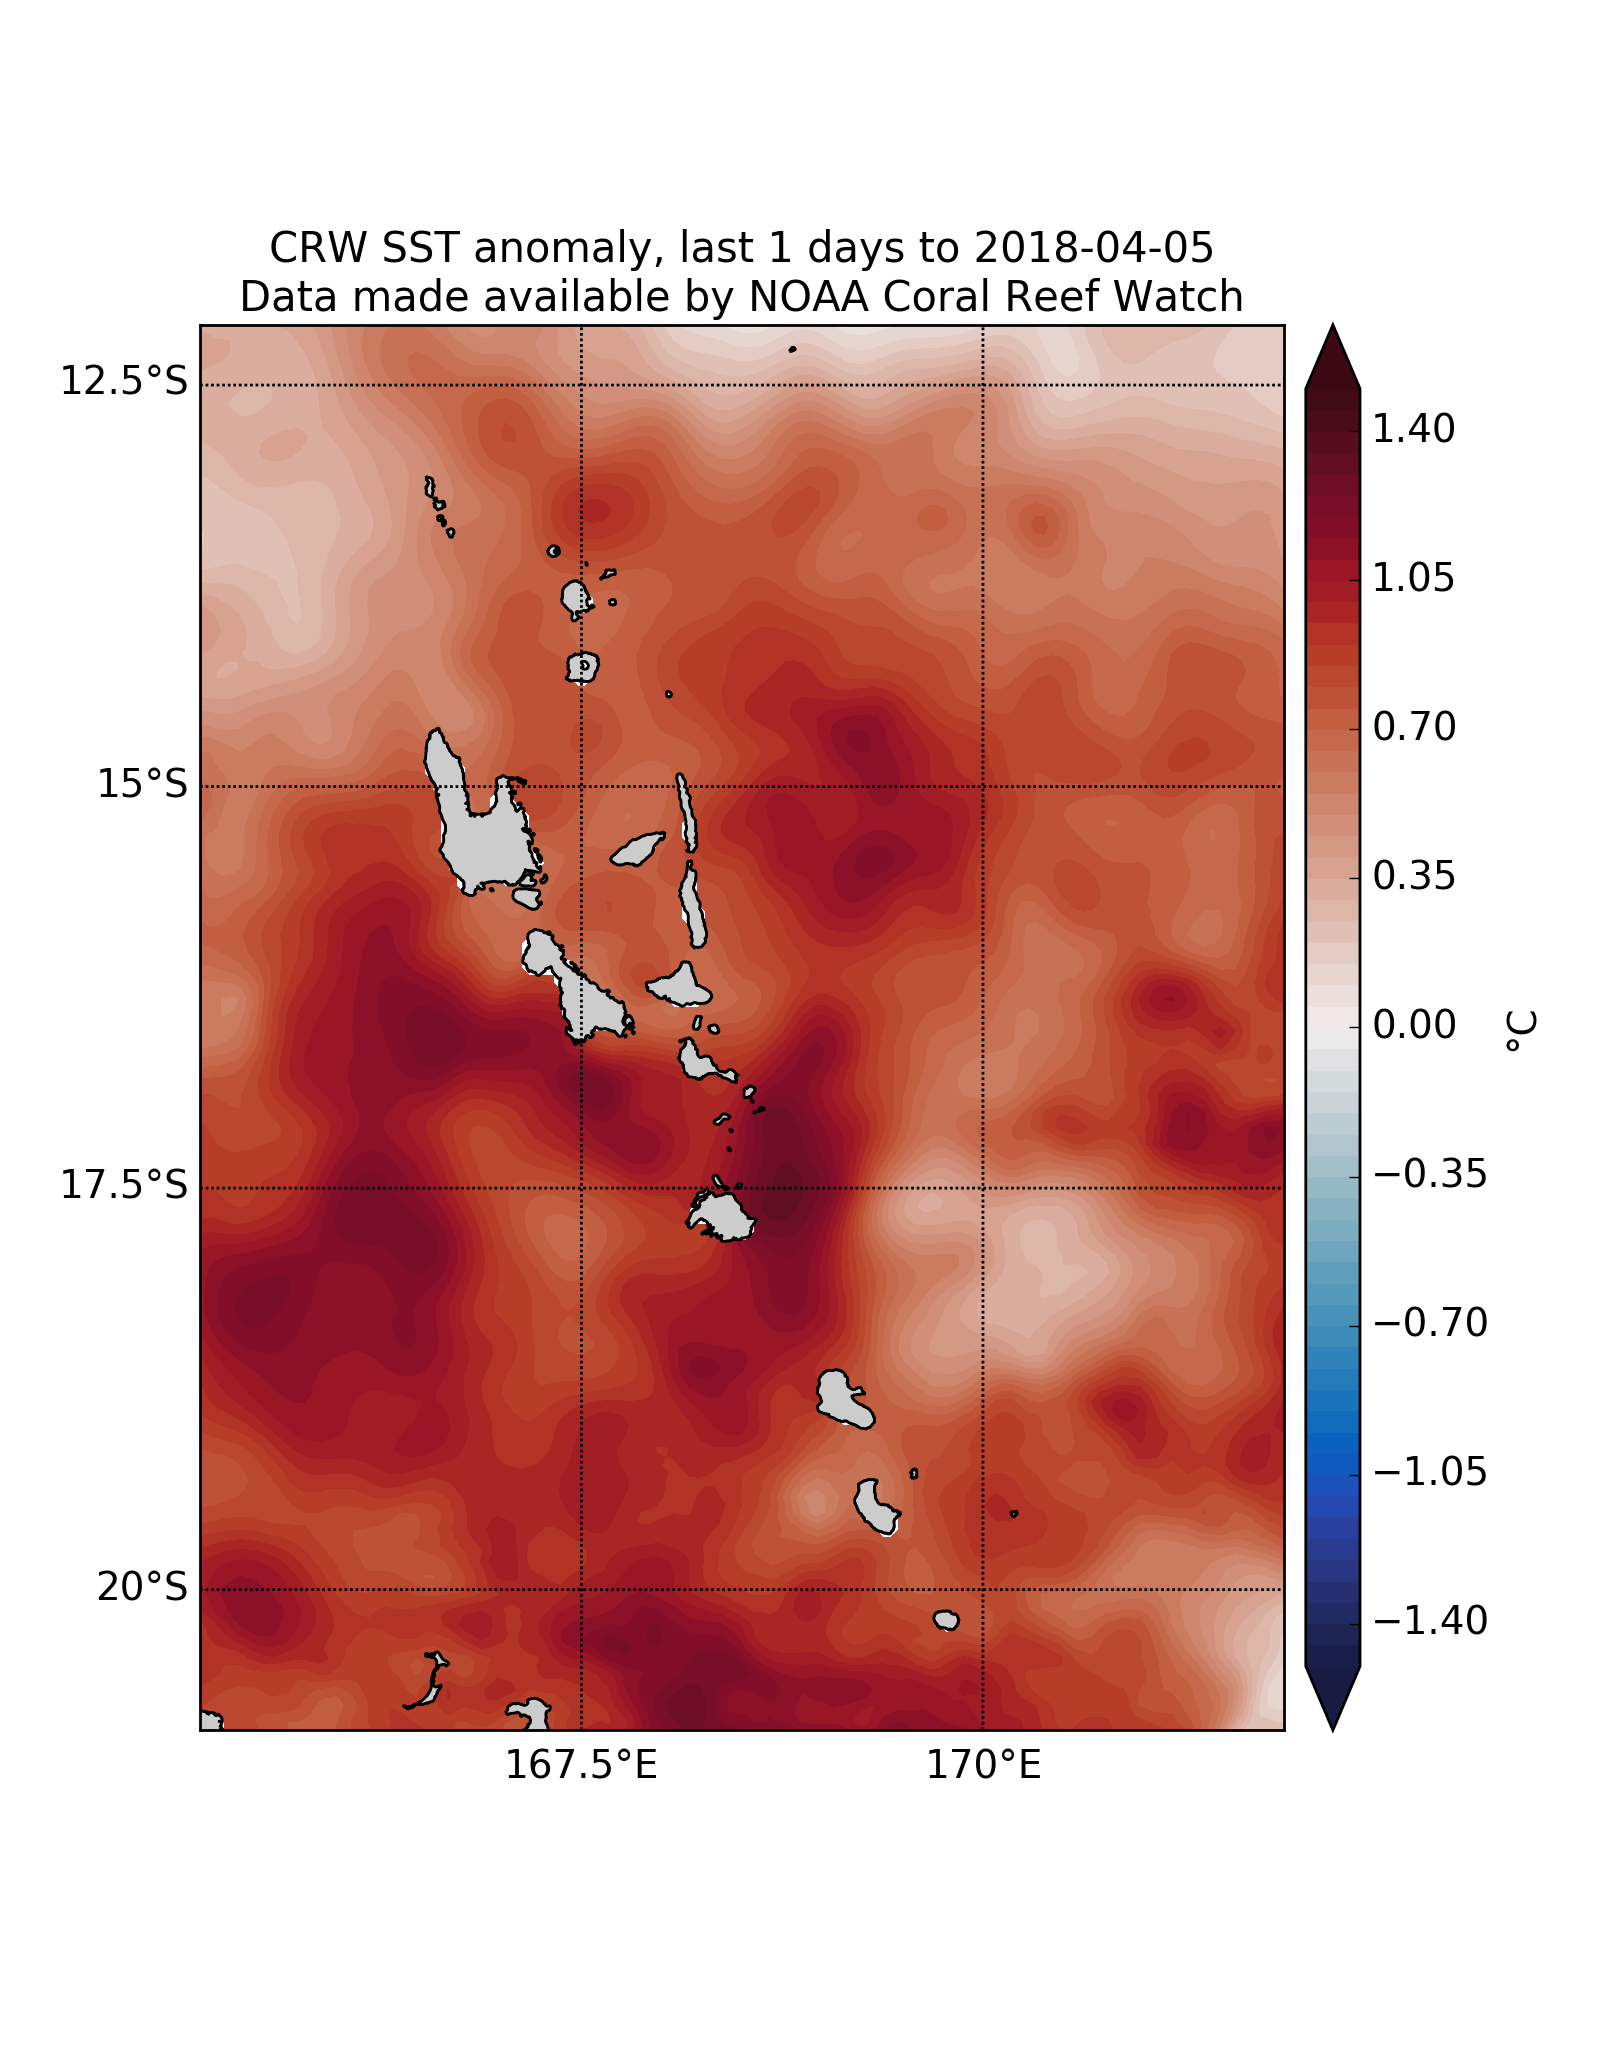 CRW SST anomaly, last 1 days to 2018-04-05
Data made available by NOAA Coral Reef Watch
12.5°S
15°S
17.5°S
20°S
167.5°E
170°E
1.40
1.05
0.70
0.35
0.00
−0.35
−0.70
−1.05
−1.40
°C